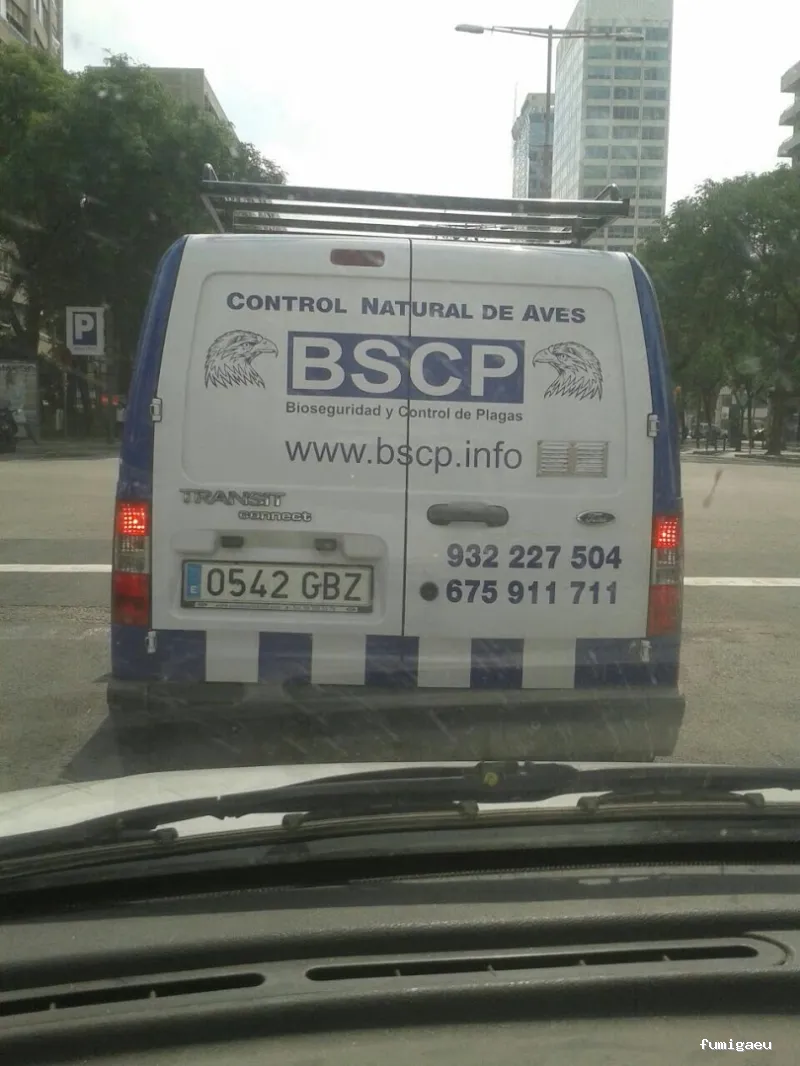 P
CONTROL NATURAL DE AVES
BSCP
Bioseguridad y Control de Plagas
www.bscp.info
TRANSIT
connect
Ford
932 227 504
675 911 711
E
0542 GBZ
fumigaeu